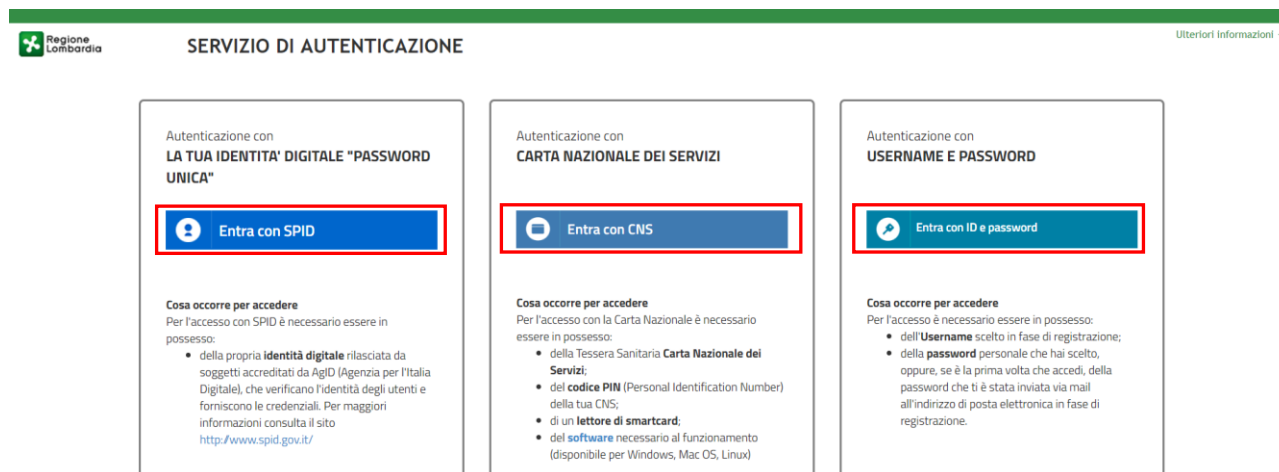 Regione
Lombardia
SERVIZIO DI AUTENTICAZIONE
Ulteriori informazioni
Autenticazione con
LA TUA IDENTITA' DIGITALE "PASSWORD
UNICA"
Entra con SPID
Cosa occorre per accedere
Per l'accesso con SPID è necessario essere in
possesso:
• della propria identità digitale rilasciata da
soggetti accreditati da AgID (Agenzia per l'Italia
Digitale), che verificano l'identità degli utenti e
forniscono le credenziali. Per maggiori
informazioni consulta il sito
http://www.spid.gov.it/
Autenticazione con
CARTA NAZIONALE DEI SERVIZI
Entra con CNS
Cosa occorre per accedere
Per l'accesso con la Carta Nazionale è necessario
essere in possesso:
• della Tessera Sanitaria Carta Nazionale dei
Servizi;
• del codice PIN (Personal Identification Number)
della tua CNS;
• di un lettore di smartcard;
• del software necessario al funzionamento
(disponibile per Windows, Mac OS, Linux)
Autenticazione con
USERNAME E PASSWORD
Entra con ID e password
Cosa occorre per accedere
Per l'accesso è necessario essere in possesso:
• dell'Username scelto in fase di registrazione;
• della password personale che hai scelto,
oppure, se è la prima volta che accedi, della
password che ti è stata inviata via mail
all'indirizzo di posta elettronica in fase di
registrazione.